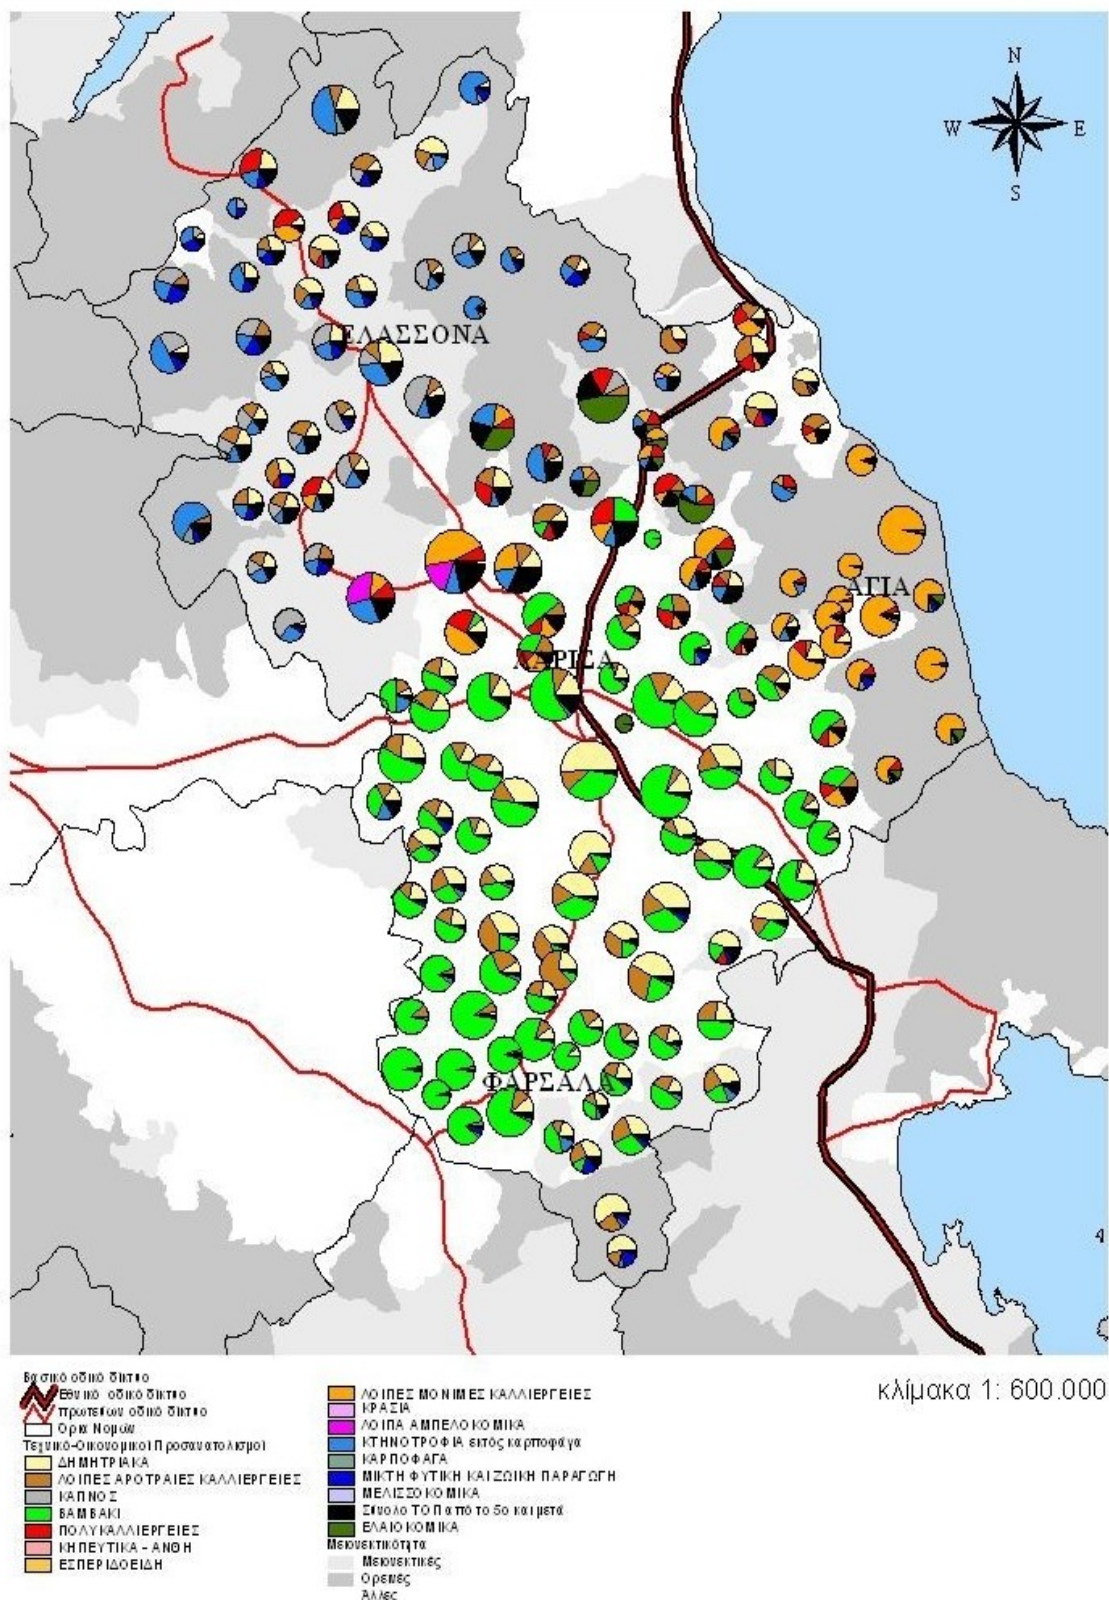 N
W E
S
ΕΛΑΣΣΟΝΑ
ΑΓΙΑ
ΛΑΡΙΣΑ
ΦΑΡΣΑΛΑ
4
κλίμακα 1: 600.000
Βασικό οδικό δίκτυο
Εθνικό οδικό δίκτυο
πρωτεύων οδικό δίκτυο
Όρια Νομών
Τεχνικό-Οικονομικοί Προσανατολισμοί
ΔΗΜΗΤΡΙΑΚΑ
ΛΟΙΠΕΣ ΑΡΟΤΡΑΙΕΣ ΚΑΛΛΙΕΡΓΕΙΕΣ
ΚΑΠΝΟΣ
ΒΑΜΒΑΚΙ
ΠΟΛΥΚΑΛΛΙΕΡΓΕΙΕΣ
ΚΗΠΕΥΤΙΚΑ - ΑΝΘΗ
ΕΣΠΕΡΙΔΟΕΙΔΗ
ΛΟΙΠΕΣ ΜΟΝΙΜΕΣ ΚΑΛΛΙΕΡΓΕΙΕΣ
ΚΡΑΣΙΑ
ΛΟΙΠΑ ΑΜΠΕΛΟΚΟΜΙΚΑ
ΚΤΗΝΟΤΡΟΦΙΑ εκτός καρποφάγα
ΚΑΡΠΟΦΑΓΑ
ΜΙΚΤΗ ΦΥΤΙΚΗ ΚΑΙ ΖΩΙΚΗ ΠΑΡΑΓΩΓΗ
ΜΕΛΙΣΣΟΚΟΜΙΚΑ
Σύνολο ΤΟΠ από το 5ο και μετά
ΕΛΑΙΟΚΟΜΙΚΑ
Μειονεκτικότητα
Μειονεκτικές
Ορεινές
Άλλες